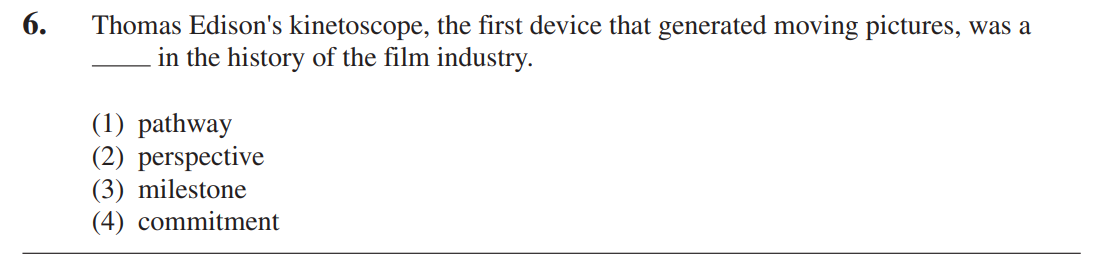 6. Thomas Edison's kinetoscope, the first device that generated moving pictures, was a
_____ in the history of the film industry.
(1) pathway
(2) perspective
(3) milestone
(4) commitment